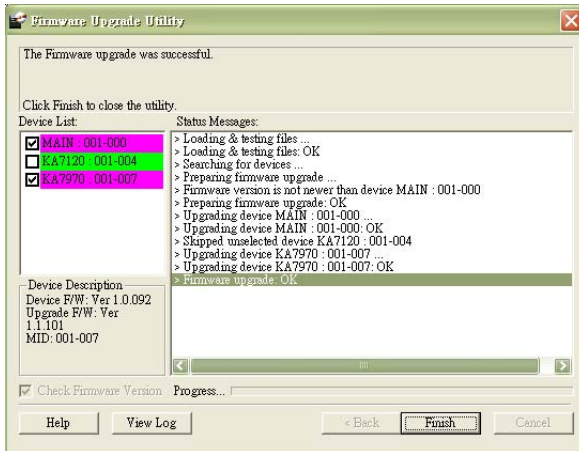 Firmware Upgrade Utility
The Firmware upgrade was successful.
Click Finish to close the utility.
Device List:
MAIN : 001-000
KA7120 : 001-004
KA7970 : 001-007
Status Messages:
> Loading & testing files ...
> Loading & testing files: OK
> Searching for devices ...
> Preparing firmware upgrade ...
> Firmware version is not newer than device MAIN : 001-000
> Preparing firmware upgrade: OK
> Upgrading device MAIN : 001-000 ...
> Upgrading device MAIN : 001-000: OK
> Skipped unselected device KA7120 : 001-004
> Upgrading device KA7970 : 001-007 ...
> Upgrading device KA7970 : 001-007: OK
> Firmware upgrade: OK
Device Description
Device F/W: Ver 1.0.092
Upgrade F/W: Ver
1.1.101
MID: 001-007
Check Firmware Version Progress...
Help View Log < Back Finish Cancel